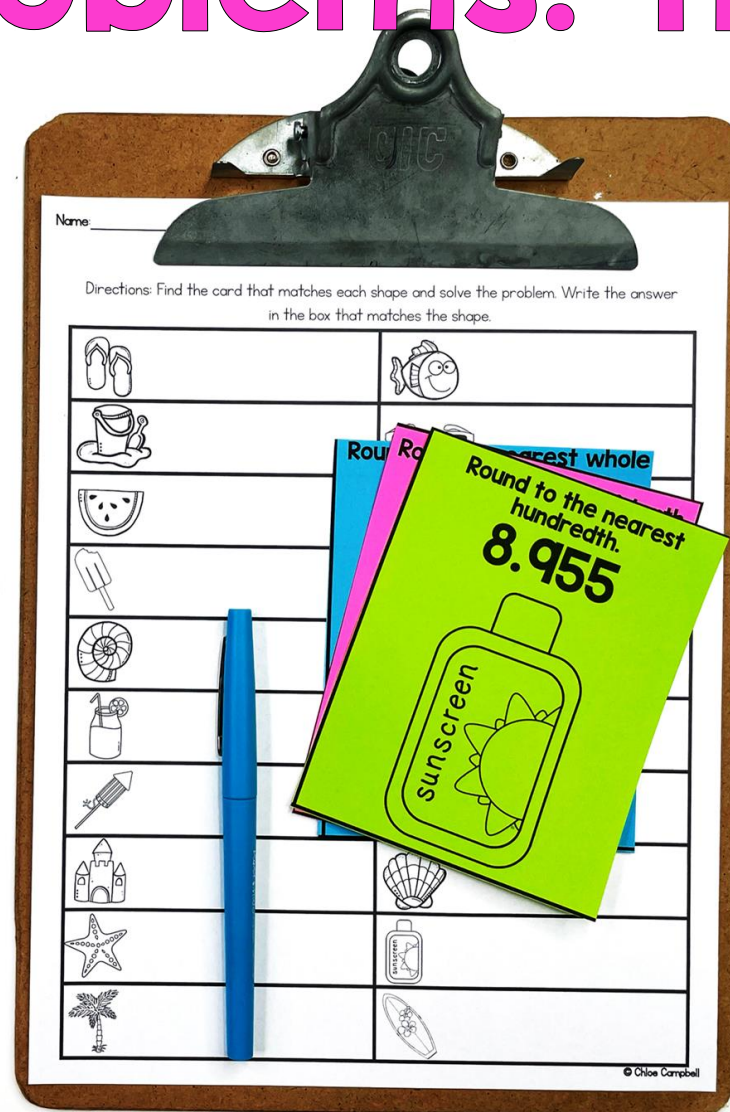 Name:
Directions: Find the card that matches each shape and solve the problem. Write the answer
in the box that matches the shape.
whole
Round to the nearest
hundredth.
8.955
sunscreen
sunscreen
© Chloe Campbell